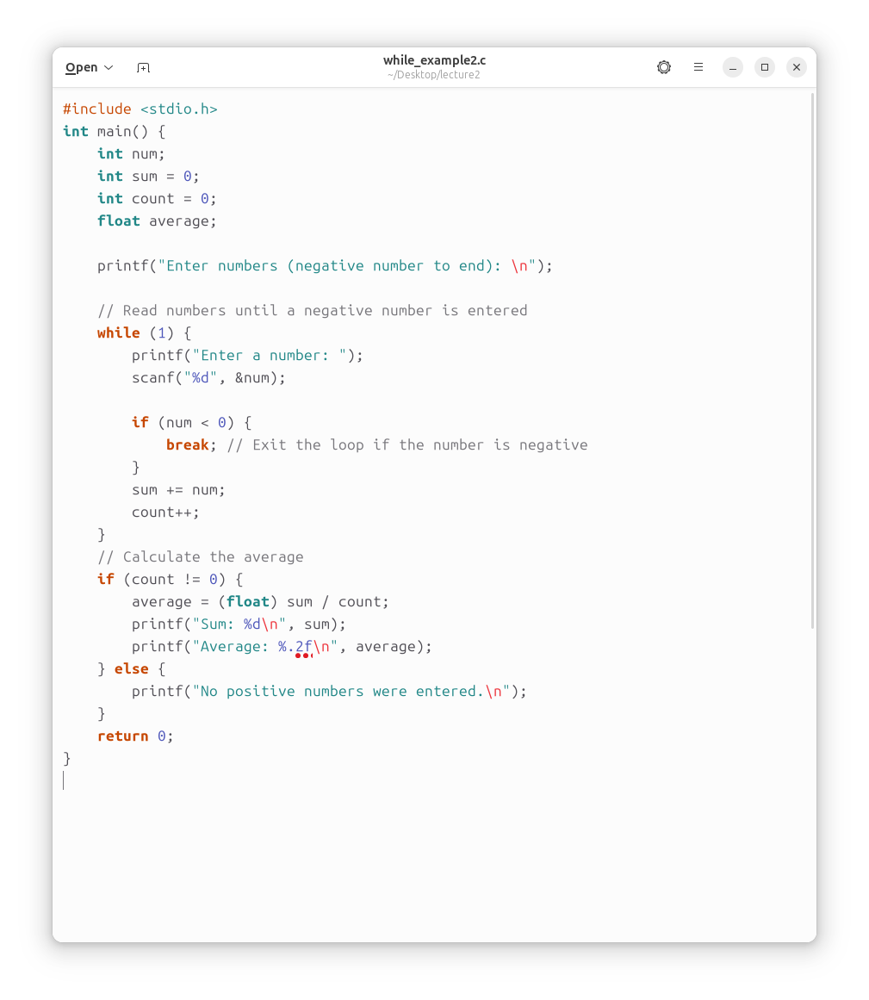 Open
while_example2.c
~/Desktop/lecture2
#include <stdio.h>
int main() {
    int num;
    int sum = 0;
    int count = 0;
    float average;

    printf("Enter numbers (negative number to end): \n");

    // Read numbers until a negative number is entered
    while (1) {
        printf("Enter a number: ");
        scanf("%d", &num);

        if (num < 0) {
            break; // Exit the loop if the number is negative
        }
        sum += num;
        count++;
    }
    // Calculate the average
    if (count != 0) {
        average = (float) sum / count;
        printf("Sum: %d\n", sum);
        printf("Average: %.2f\n", average);
    } else {
        printf("No positive numbers were entered.\n");
    }
    return 0;
}